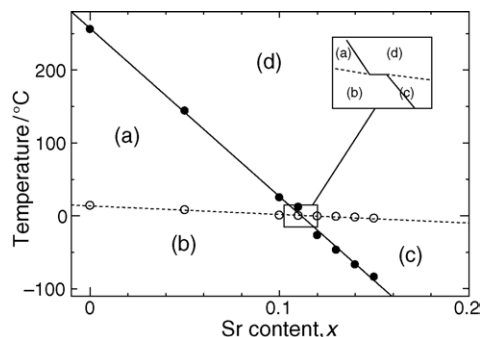 200
100
0
−100
Temperature/°C
0
0.1
0.2
Sr content, x
(a)
(b)
(c)
(d)
(a)
(d)
(b)
(c)